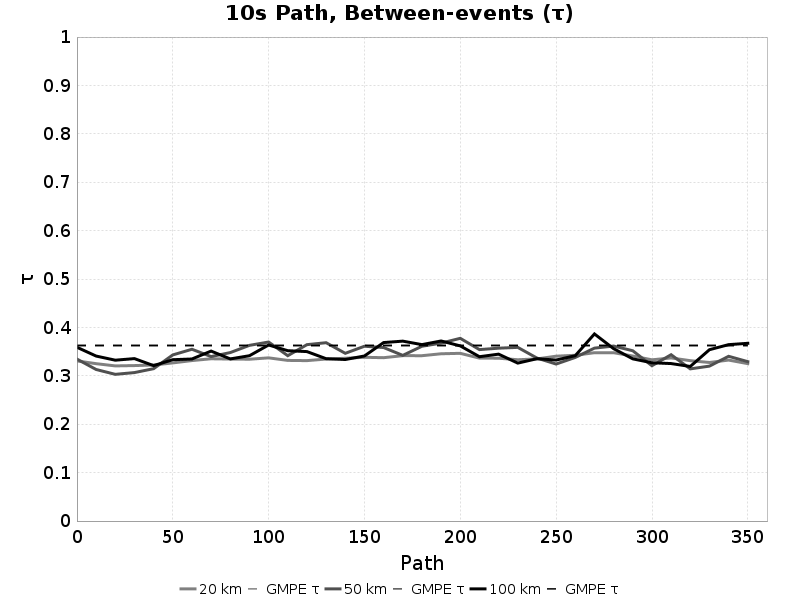 10s Path, Between-events (τ)
1
0.9
0.8
0.7
0.6
0.5
τ
0.4
0.3
0.2
0.1
0
0 50 100 150 200 250 300 350
Path
20 km GMPE τ 50 km GMPE τ 100 km GMPE τ